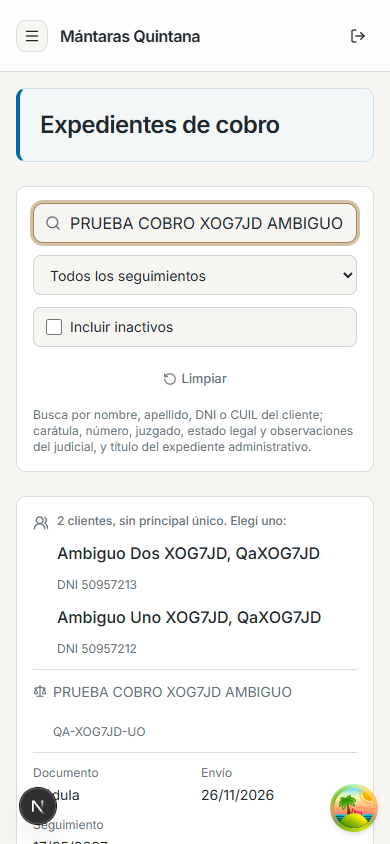 Mántaras Quintana
Expedientes de cobro
PRUEBA COBRO XOG7JD AMBIGUO
Todos los seguimientos
Incluir inactivos
Limpiar
Busca por nombre, apellido, DNI o CUIL del cliente;
carátula, número, juzgado, estado legal y observaciones
del judicial, y título del expediente administrativo.
2 clientes, sin principal único. Elegí uno:
Ambiguo Dos XOG7JD, QaXOG7JD
DNI 50957213
Ambiguo Uno XOG7JD, QaXOG7JD
DNI 50957212
PRUEBA COBRO XOG7JD AMBIGUO
QA-XOG7JD-UO
Documento Envío
N dula 26/11/2026
Seguimiento